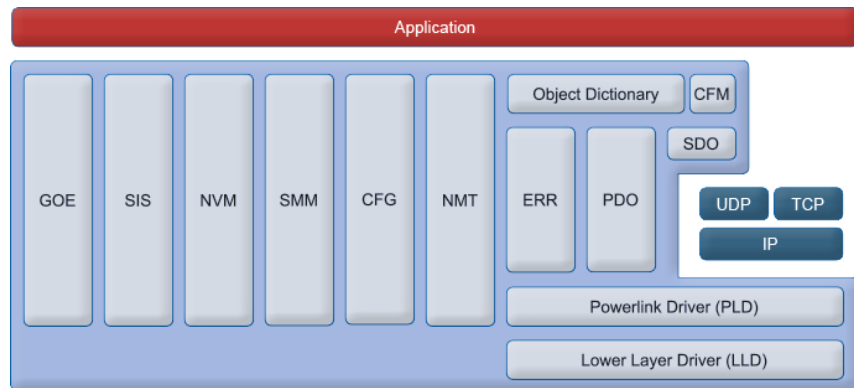 Application
Object Dictionary
CFM
SDO
GOE
SIS
NVM
SMM
CFG
NMT
ERR
PDO
UDP
TCP
IP
Powerlink Driver (PLD)
Lower Layer Driver (LLD)